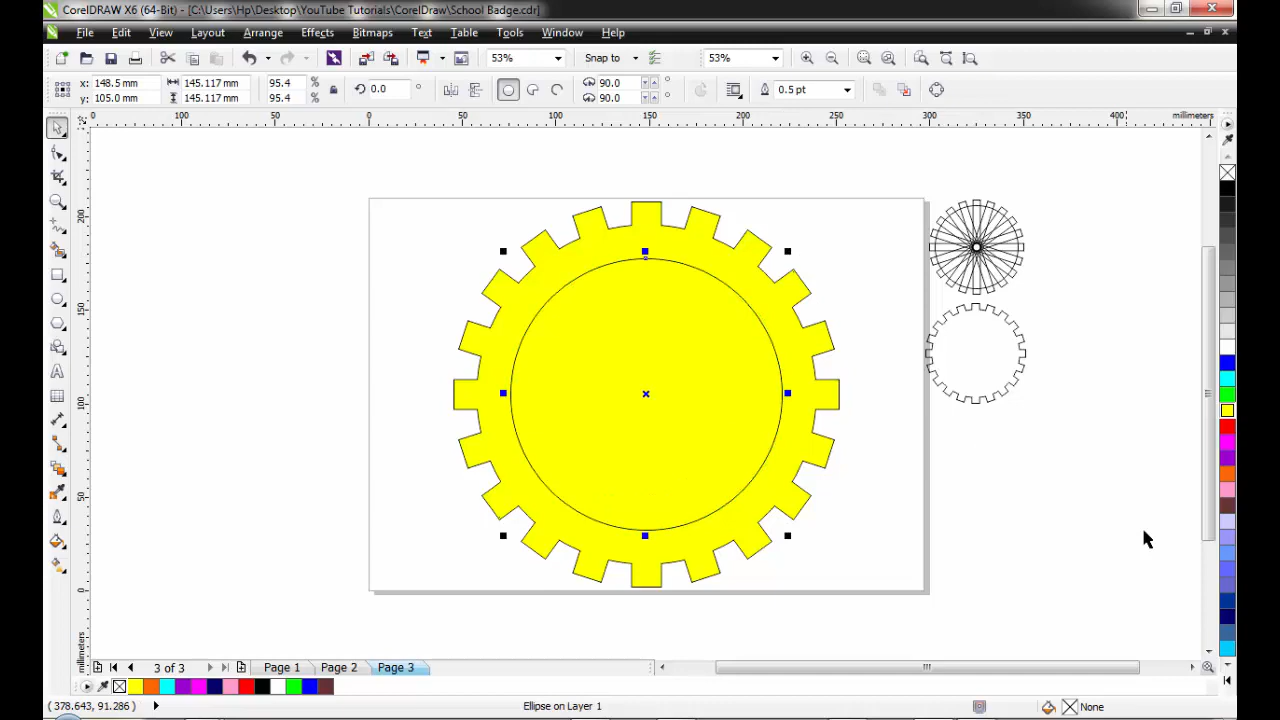 CorelDRAW X6 (64-Bit) - [C:\Users\Hp\Desktop\YouTube Tutorials\CorelDraw\School Badge.cdr]
File Edit View Layout Arrange Effects Bitmaps Text Table Tools Window Help
53% Snap to 53%
x: 148.5 mm 145.117 mm 95.4 % 0.0 ° 90.0 ° 0.5 pt
y: 105.0 mm 145.117 mm 95.4 % 90.0 °
0 100 50 0 50 100 150 200 250 300 350 400 millimeters
200
150
100
50
0
millimeters
3 of 3 Page 1 Page 2 Page 3
( 378.643, 91.286 ) Ellipse on Layer 1 None